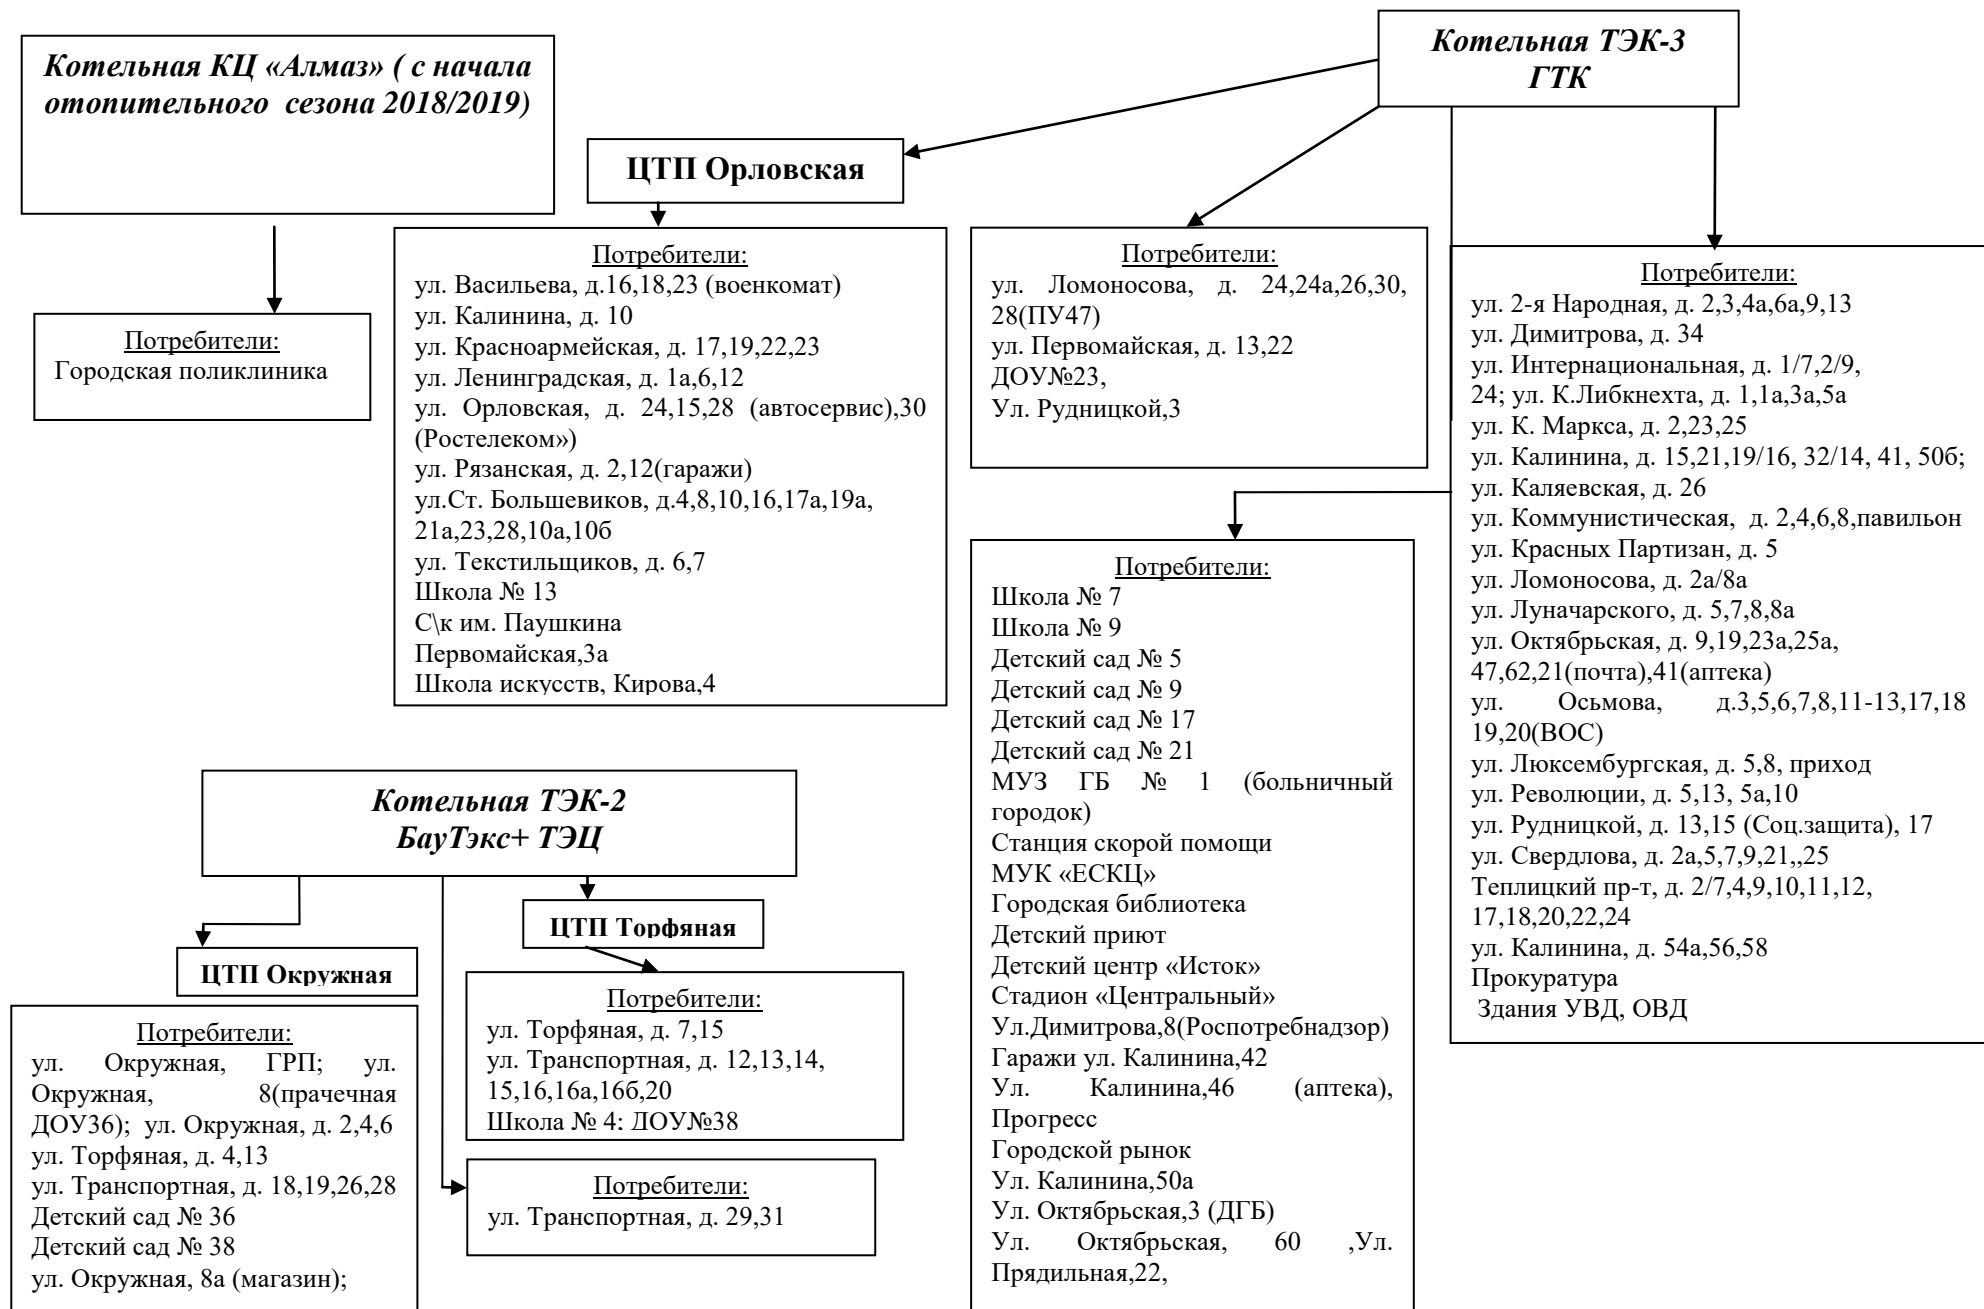 Котельная КЦ «Алмаз» ( с начала
отопительного сезона 2018/2019)
Потребители:
Городская поликлиника
Котельная ТЭК-3
ГТК
ЦТП Орловская
Потребители:
ул. Васильева, д.16,18,23 (военкомат)
ул. Калинина, д. 10
ул. Красноармейская, д. 17,19,22,23
ул. Ленинградская, д. 1а,6,12
ул. Орловская, д. 24,15,28 (автосервис),30
(Ростелеком»)
ул. Рязанская, д. 2,12(гаражи)
ул.Ст. Большевиков, д.4,8,10,16,17а,19а,
21а,23,28,10а,10б
ул. Текстильщиков, д. 6,7
Школа № 13
С\к им. Паушкина
Первомайская,3а
Школа искусств, Кирова,4
Потребители:
ул. Ломоносова, д. 24,24а,26,30,
28(ПУ47)
ул. Первомайская, д. 13,22
ДОУ№23,
Ул. Рудницкой,3
Потребители:
ул. 2-я Народная, д. 2,3,4а,6а,9,13
ул. Димитрова, д. 34
ул. Интернациональная, д. 1/7,2/9,
24; ул. К.Либкнехта, д. 1,1а,3а,5а
ул. К. Маркса, д. 2,23,25
ул. Калинина, д. 15,21,19/16, 32/14, 41, 50б;
ул. Каляевская, д. 26
ул. Коммунистическая, д. 2,4,6,8,павильон
ул. Красных Партизан, д. 5
ул. Ломоносова, д. 2а/8а
ул. Луначарского, д. 5,7,8,8а
ул. Октябрьская, д. 9,19,23а,25а,
47,62,21(почта),41(аптека)
ул. Осьмова, д.3,5,6,7,8,11-13,17,18
19,20(ВОС)
ул. Люксембургская, д. 5,8, приход
ул. Революции, д. 5,13, 5а,10
ул. Рудницкой, д. 13,15 (Соц.защита), 17
ул. Свердлова, д. 2а,5,7,9,21,,25
Теплицкий пр-т, д. 2/7,4,9,10,11,12,
17,18,20,22,24
ул. Калинина, д. 54а,56,58
Прокуратура
Здания УВД, ОВД
Потребители:
Школа № 7
Школа № 9
Детский сад № 5
Детский сад № 9
Детский сад № 17
Детский сад № 21
МУЗ ГБ № 1 (больничный
городок)
Станция скорой помощи
МУК «ЕСКЦ»
Городская библиотека
Детский приют
Детский центр «Исток»
Стадион «Центральный»
Ул.Димитрова,8(Роспотребнадзор)
Гаражи ул. Калинина,42
Ул. Калинина,46 (аптека),
Прогресс
Городской рынок
Ул. Калинина,50а
Ул. Октябрьская,3 (ДГБ)
Ул. Октябрьская, 60 ,Ул.
Прядильная,22,
Котельная ТЭК-2
БауТэкс+ ТЭЦ
ЦТП Торфяная
ЦТП Окружная
Потребители:
ул. Торфяная, д. 7,15
ул. Транспортная, д. 12,13,14,
15,16,16а,16б,20
Школа № 4; ДОУ№38
Потребители:
ул. Транспортная, д. 29,31
Потребители:
ул. Окружная, ГРП; ул.
Окружная, 8(прачечная
ДОУ36); ул. Окружная, д. 2,4,6
ул. Торфяная, д. 4,13
ул. Транспортная, д. 18,19,26,28
Детский сад № 36
Детский сад № 38
ул. Окружная, 8а (магазин);